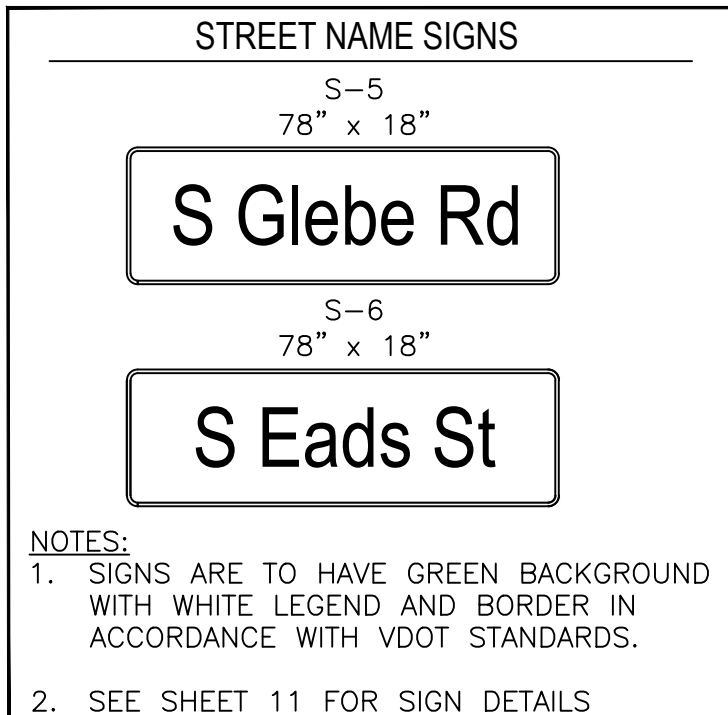 STREET NAME SIGNS
S-5
78” x 18”
S Glebe Rd
S-6
78” x 18”
S Eads St
NOTES:
1. SIGNS ARE TO HAVE GREEN BACKGROUND
WITH WHITE LEGEND AND BORDER IN
ACCORDANCE WITH VDOT STANDARDS.
2. SEE SHEET 11 FOR SIGN DETAILS